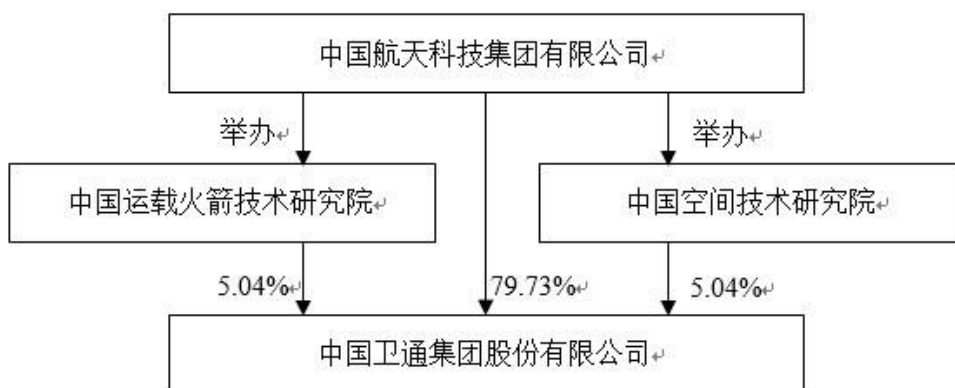 中国航天科技集团有限公司
举办
举办
中国运载火箭技术研究院
中国空间技术研究院
5.04%
79.73%
5.04%
中国卫通集团股份有限公司